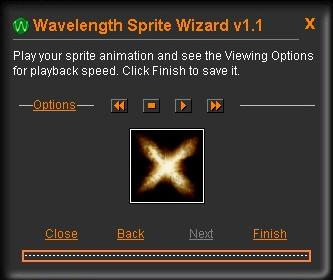 Wavelength Sprite Wizard v1.1 X
Play your sprite animation and see the Viewing Options
for playback speed. Click Finish to save it.
Options
Close Back Next Finish